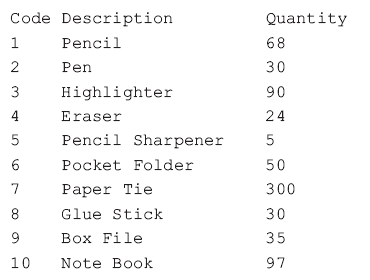 Code Description Quantity
1 Pencil 68
2 Pen 30
3 Highlighter 90
4 Eraser 24
5 Pencil Sharpener 5
6 Pocket Folder 50
7 Paper Tie 300
8 Glue Stick 30
9 Box File 35
10 Note Book 97